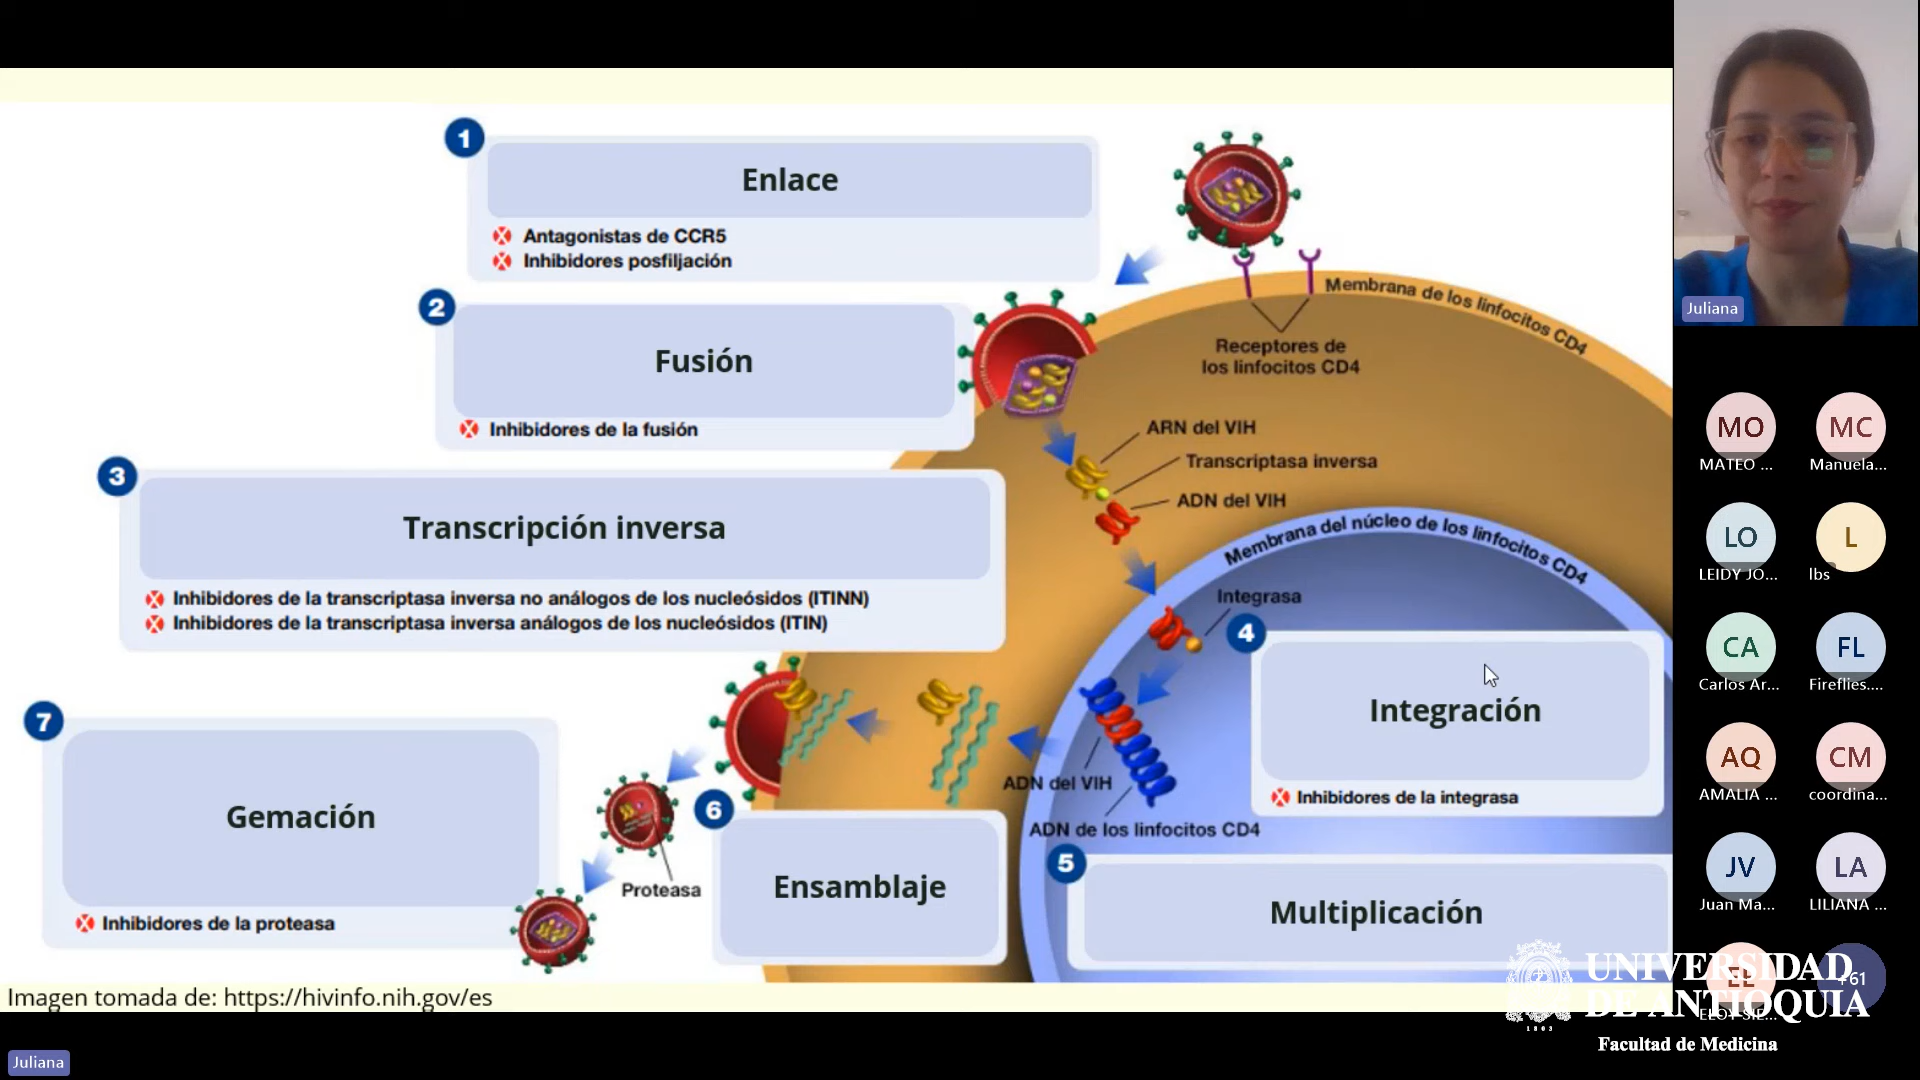 1
Enlace
Antagonistas de CCR5
Inhibidores posfiljación
2
Fusión
Inhibidores de la fusión
3
Transcripción inversa
Inhibidores de la transcriptasa inversa no análogos de los nucleósidos (ITINN)
Inhibidores de la transcriptasa inversa análogos de los nucleósidos (ITIN)
Membrana de los linfocitos CD4
Receptores de
los linfocitos CD4
ARN del VIH
Transcriptasa inversa
ADN del VIH
Membrana del núcleo de los linfocitos CD4
Integrasa
4
Integración
Inhibidores de la integrasa
ADN del VIH
ADN de los linfocitos CD4
5
Multiplicación
6
Ensamblaje
7
Gemación
Inhibidores de la proteasa
Proteasa
Imagen tomada de: https://hivinfo.nih.gov/es
Juliana
Juliana
MO
MATEO ...
MC
Manuela...
LO
LEIDY JO...
L
lbs
CA
Carlos Ar...
FL
Fireflies....
AQ
AMALIA ...
CM
coordina...
JV
Juan Ma...
LA
LILIANA ...
+61
UNIVERSIDAD
DE ANTIOQUIA
1803
Facultad de Medicina